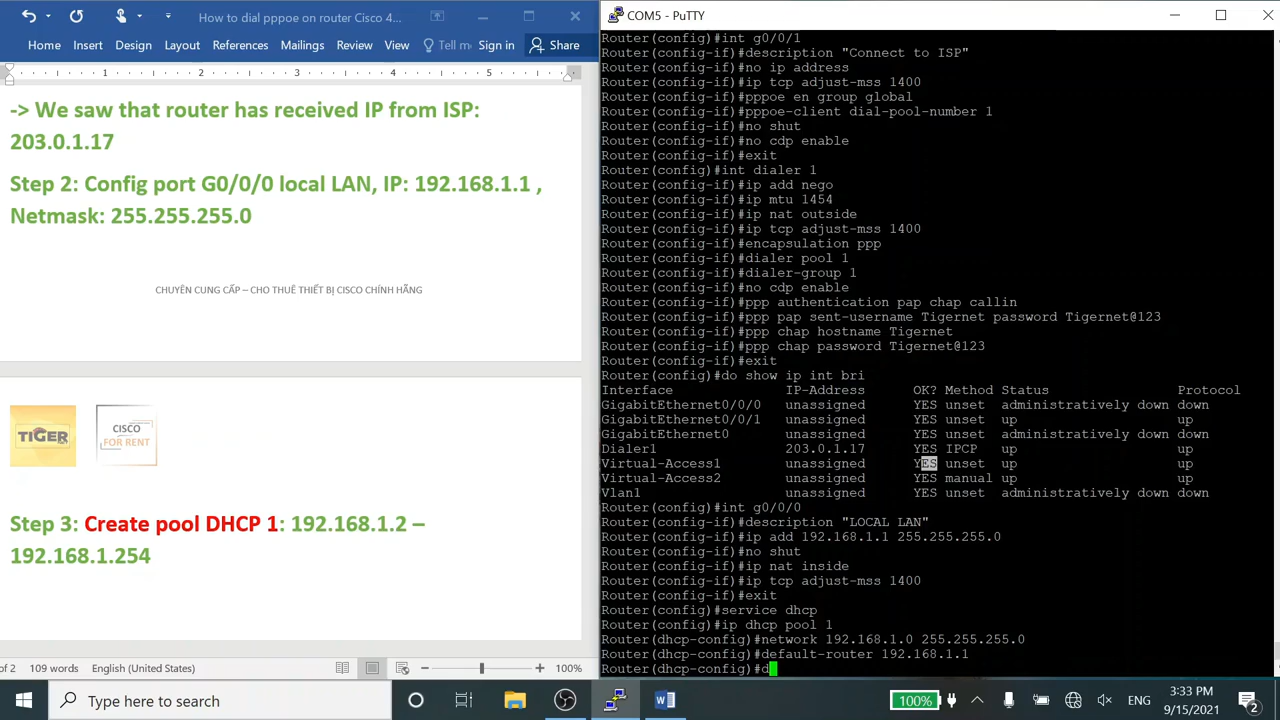 How to dial pppoe on router Cisco 4...
Home Insert Design Layout References Mailings Review View Tell m Sign in Share
1 2 3 4 5
-> We saw that router has received IP from ISP:
203.0.1.17
Step 2: Config port G0/0/0 local LAN, IP: 192.168.1.1 ,
Netmask: 255.255.255.0
CHUYÊN CUNG CẤP – CHO THUÊ THIẾT BỊ CISCO CHÍNH HÃNG
TIGER
CISCO
FOR RENT
Step 3: Create pool DHCP 1: 192.168.1.2 –
192.168.1.254
of 2 109 words English (United States) 100%
COM5 - PuTTY
Router(config)#int g0/0/1
Router(config-if)#description "Connect to ISP"
Router(config-if)#no ip address
Router(config-if)#ip tcp adjust-mss 1400
Router(config-if)#pppoe en group global
Router(config-if)#pppoe-client dial-pool-number 1
Router(config-if)#no shut
Router(config-if)#no cdp enable
Router(config-if)#exit
Router(config)#int dialer 1
Router(config-if)#ip add nego
Router(config-if)#ip mtu 1454
Router(config-if)#ip nat outside
Router(config-if)#ip tcp adjust-mss 1400
Router(config-if)#encapsulation ppp
Router(config-if)#dialer pool 1
Router(config-if)#dialer-group 1
Router(config-if)#no cdp enable
Router(config-if)#ppp authentication pap chap callin
Router(config-if)#ppp pap sent-username Tigernet password Tigernet@123
Router(config-if)#ppp chap hostname Tigernet
Router(config-if)#ppp chap password Tigernet@123
Router(config-if)#exit
Router(config)#do show ip int bri
Interface IP-Address OK? Method Status Protocol
GigabitEthernet0/0/0 unassigned YES unset administratively down down
GigabitEthernet0/0/1 unassigned YES unset up up
GigabitEthernet0 unassigned YES unset administratively down down
Dialer1 203.0.1.17 YES IPCP up up
Virtual-Access1 unassigned YES unset up up
Virtual-Access2 unassigned YES manual up up
Vlan1 unassigned YES unset administratively down down
Router(config)#int g0/0/0
Router(config-if)#description "LOCAL LAN"
Router(config-if)#ip add 192.168.1.1 255.255.255.0
Router(config-if)#no shut
Router(config-if)#ip nat inside
Router(config-if)#ip tcp adjust-mss 1400
Router(config-if)#exit
Router(config)#service dhcp
Router(config)#ip dhcp pool 1
Router(dhcp-config)#network 192.168.1.0 255.255.255.0
Router(dhcp-config)#default-router 192.168.1.1
Router(dhcp-config)#d
Type here to search
100% ENG
3:33 PM
9/15/2021
2